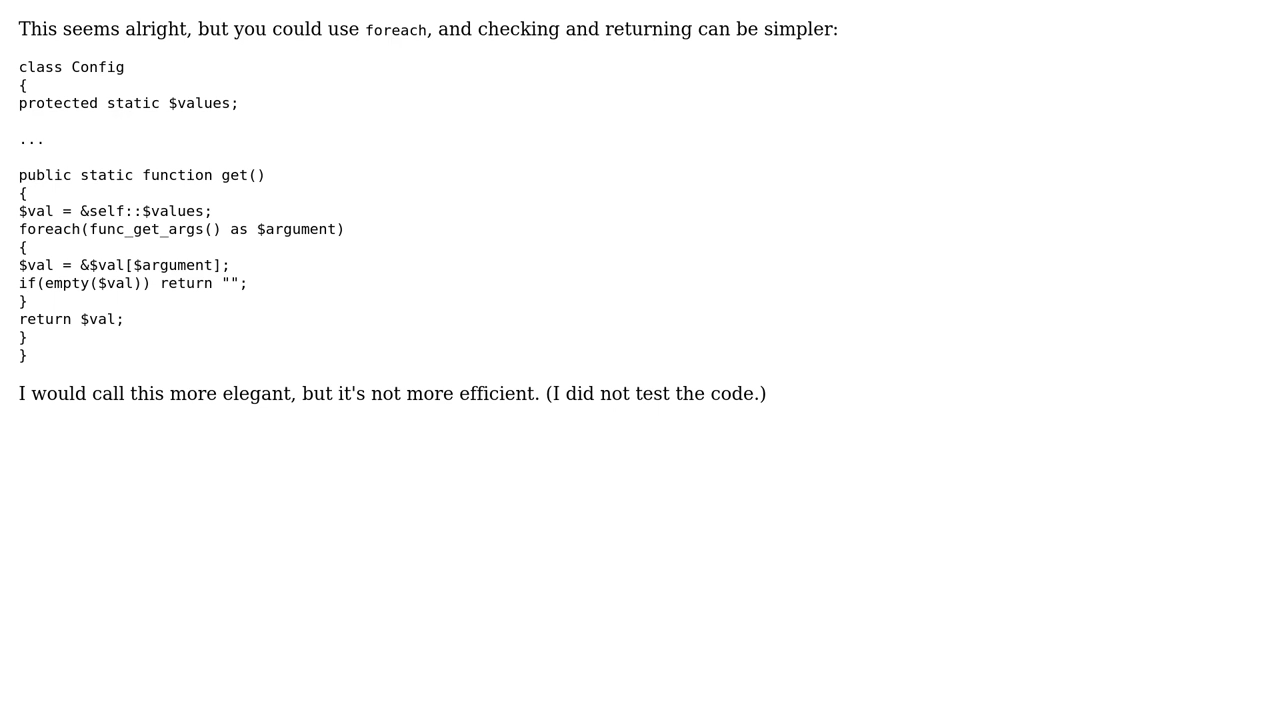 This seems alright, but you could use foreach, and checking and returning can be simpler:
class Config
{
protected static $values;
...
public static function get()
{
$val = &self::$values;
foreach(func_get_args() as $argument)
{
$val = &$val[$argument];
if(empty($val)) return "";
}
return $val;
}
}
I would call this more elegant, but it's not more efficient. (I did not test the code.)